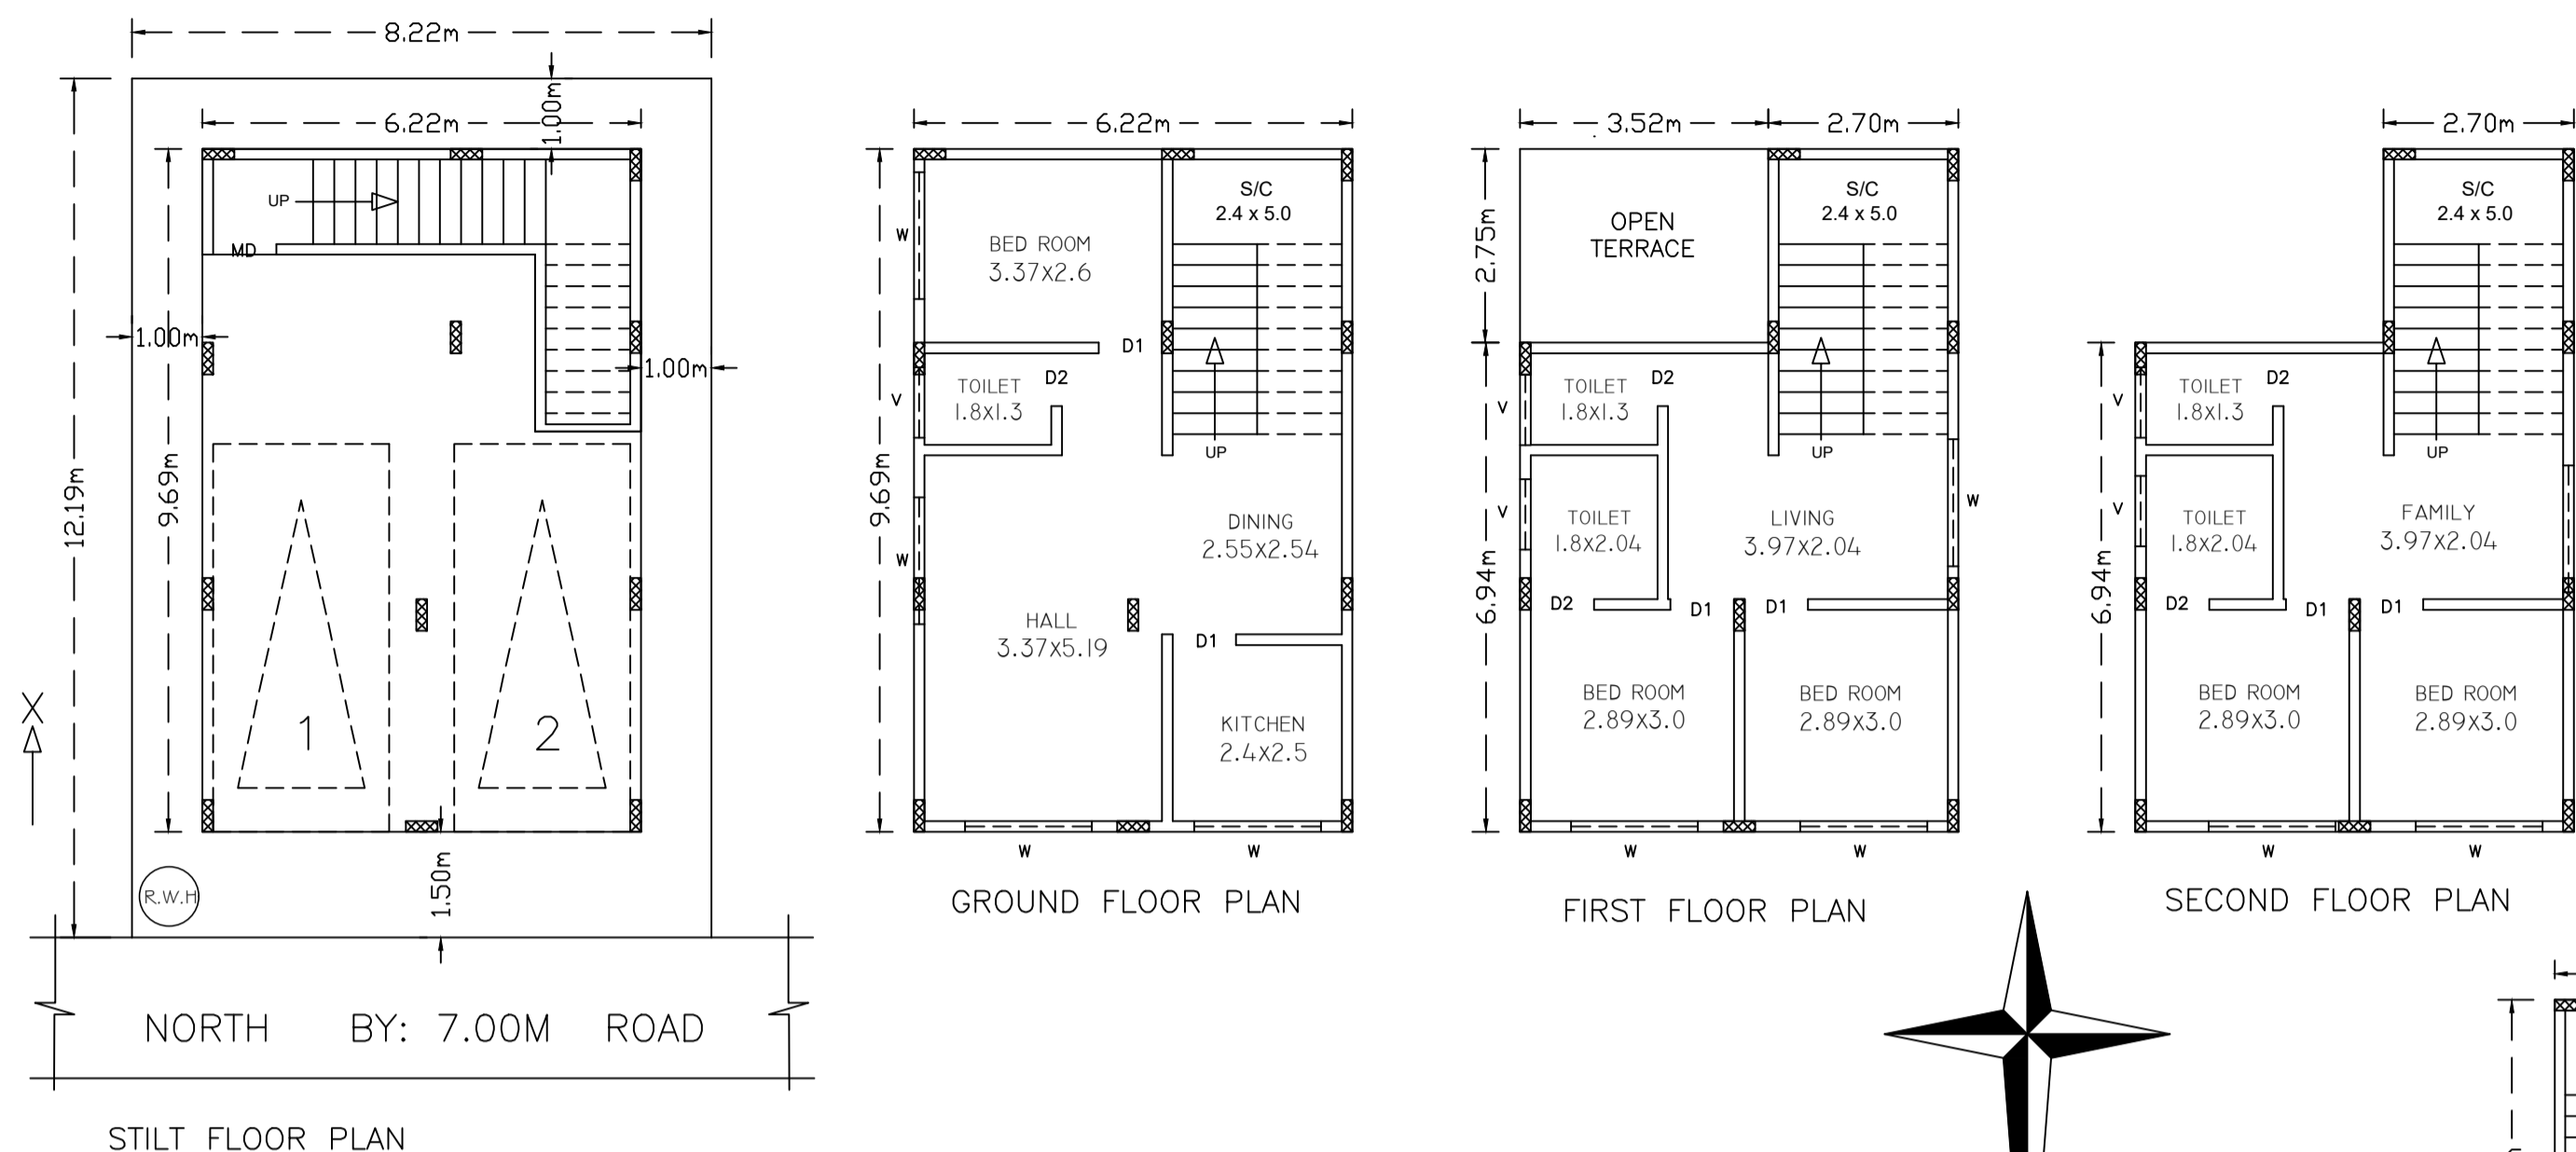 8.22m
12.19m
6.22m
1.00m
9.69m
UP
MD
1.00m
1.00m
1
2
X
R.W.H
1.50m
NORTH BY: 7.00M ROAD
STILT FLOOR PLAN
6.22m
9.69m
S/C
2.4 x 5.0
W
BED ROOM
3.37X2.6
D1
D2
TOILET
1.8X1.3
V
UP
DINING
2.55X2.54
W
HALL
3.37X5.19
D1
KITCHEN
2.4X2.5
W
W
GROUND FLOOR PLAN
3.52m
2.70m
2.75m
OPEN
TERRACE
S/C
2.4 x 5.0
TOILET
1.8X1.3
D2
V
UP
V
TOILET
1.8X2.04
LIVING
3.97X2.04
W
6.94m
D2
D1
D1
BED ROOM
2.89X3.0
BED ROOM
2.89X3.0
W
W
FIRST FLOOR PLAN
2.70m
S/C
2.4 x 5.0
TOILET
1.8X1.3
D2
V
UP
V
TOILET
1.8X2.04
FAMILY
3.97X2.04
6.94m
D2
D1
D1
BED ROOM
2.89X3.0
BED ROOM
2.89X3.0
W
W
SECOND FLOOR PLAN